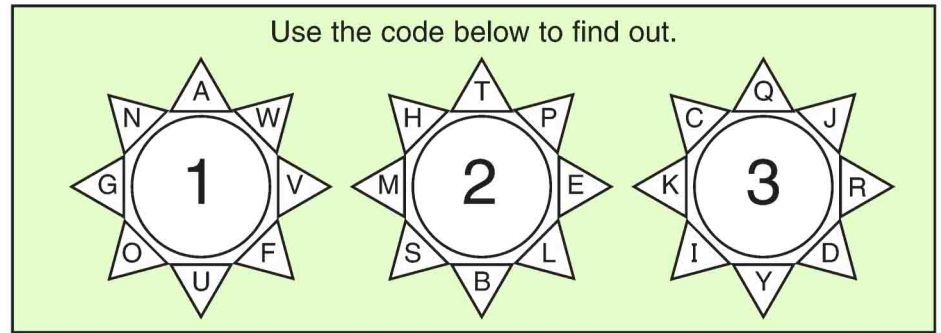 Use the code below to find out.
A T Q
N W H P C J
G 1 V M 2 E K 3 R
O F S L I D
U B Y